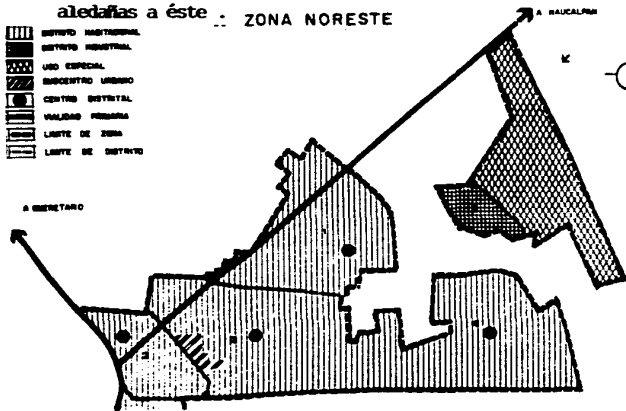 aledañas a éste
.: ZONA NORESTE
A NAUCALPAN
DISTRITO HABITACIONAL
DISTRITO INDUSTRIAL
USO ESPECIAL
SUBCENTRO URBANO
CENTRO DISTRITAL
VIALIDAD PRIMARIA
LIMITE DE ZONA
LIMITE DE DISTRITO
A QUERETARO